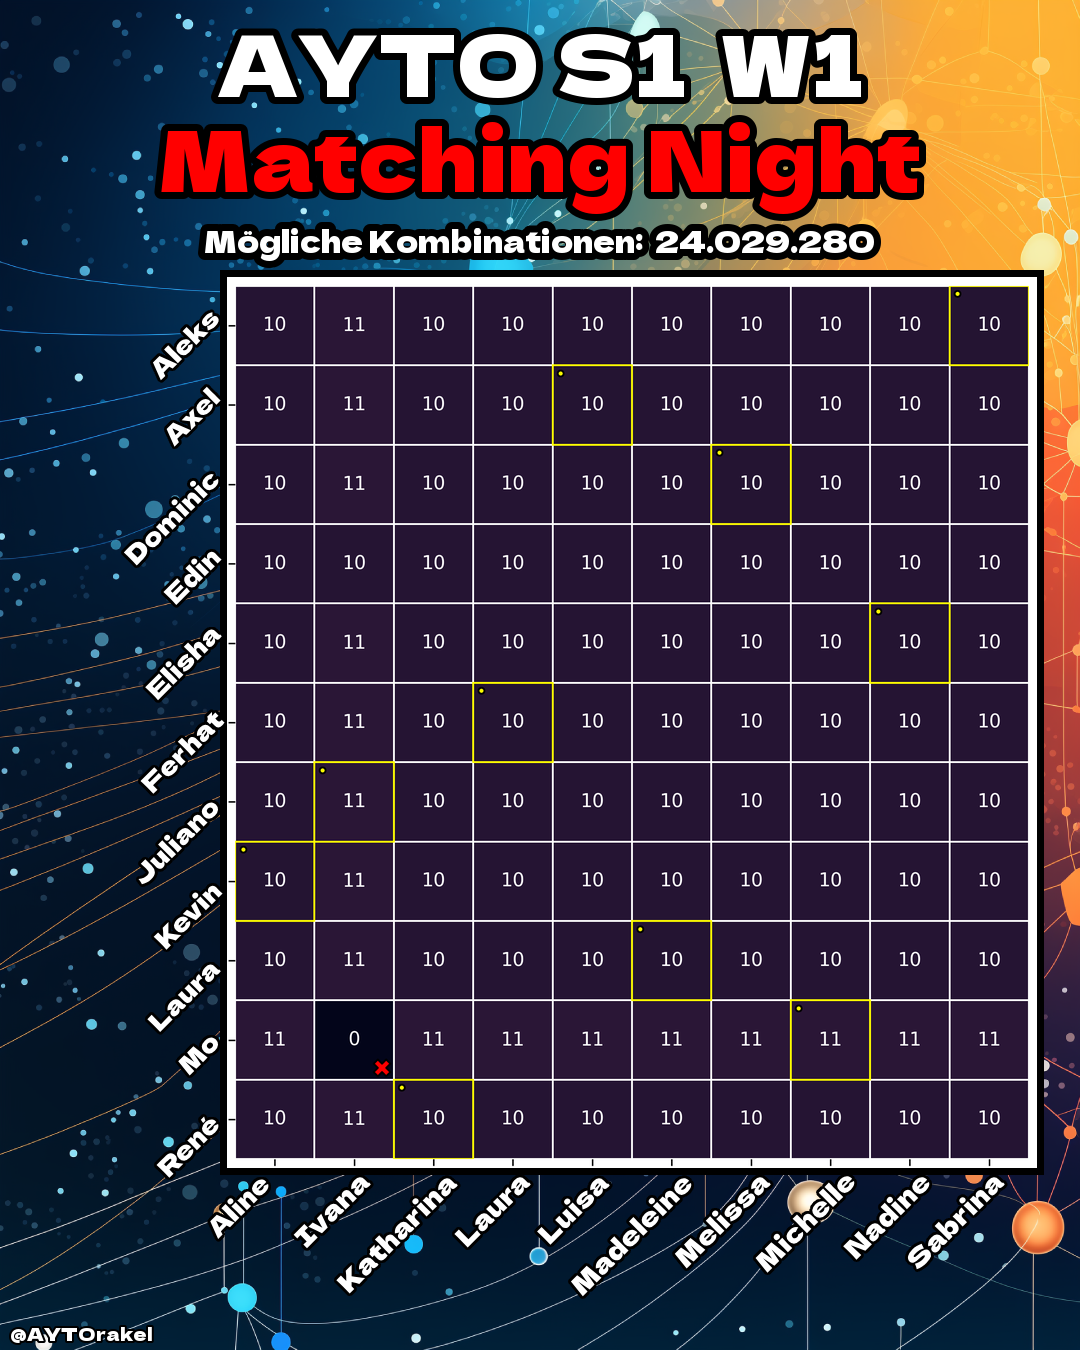 AYTO S1 W1
Matching Night
Mögliche Kombinationen: 24.029.280
Aleks 10 11 10 10 10 10 10 10 10 10
Axel 10 11 10 10 10 10 10 10 10 10
Dominic 10 11 10 10 10 10 10 10 10 10
Edin 10 10 10 10 10 10 10 10 10 10
Elisha 10 11 10 10 10 10 10 10 10 10
Ferhat 10 11 10 10 10 10 10 10 10 10
Juliano 10 11 10 10 10 10 10 10 10 10
Kevin 10 11 10 10 10 10 10 10 10 10
Laura 10 11 10 10 10 10 10 10 10 10
Mo 11 0 11 11 11 11 11 11 11 11
René 10 11 10 10 10 10 10 10 10 10
Aline Ivana Katharina Laura Luisa Madeleine Melissa Michelle Nadine Sabrina
@AYTOrakel